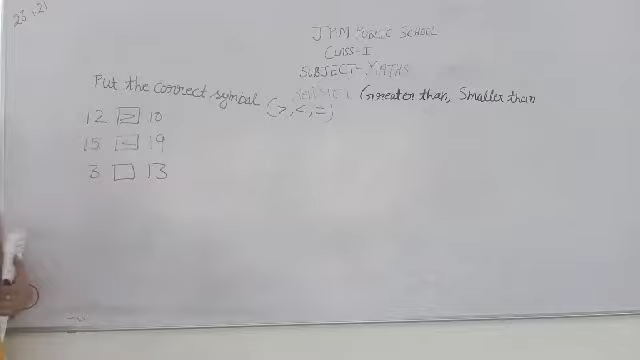 JPM PUBLIC SCHOOL
CLASS-I
SUBJECT-MATHS
Put the correct symbol (>,<,=) Greater than, Smaller than
12 > 10
15 < 19
3 □ 13